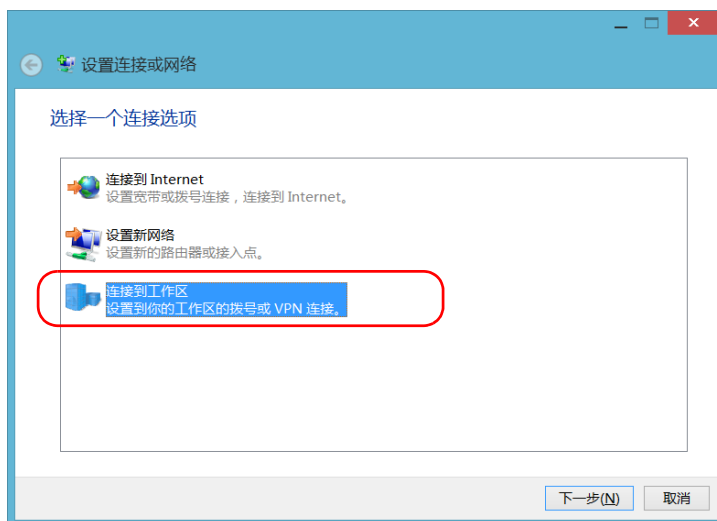 设置连接或网络
选择一个连接选项
连接到 Internet
设置宽带或拨号连接，连接到 Internet。
设置新网络
设置新的路由器或接入点。
连接到工作区
设置到你的工作区的拨号或 VPN 连接。
下一步(N)
取消